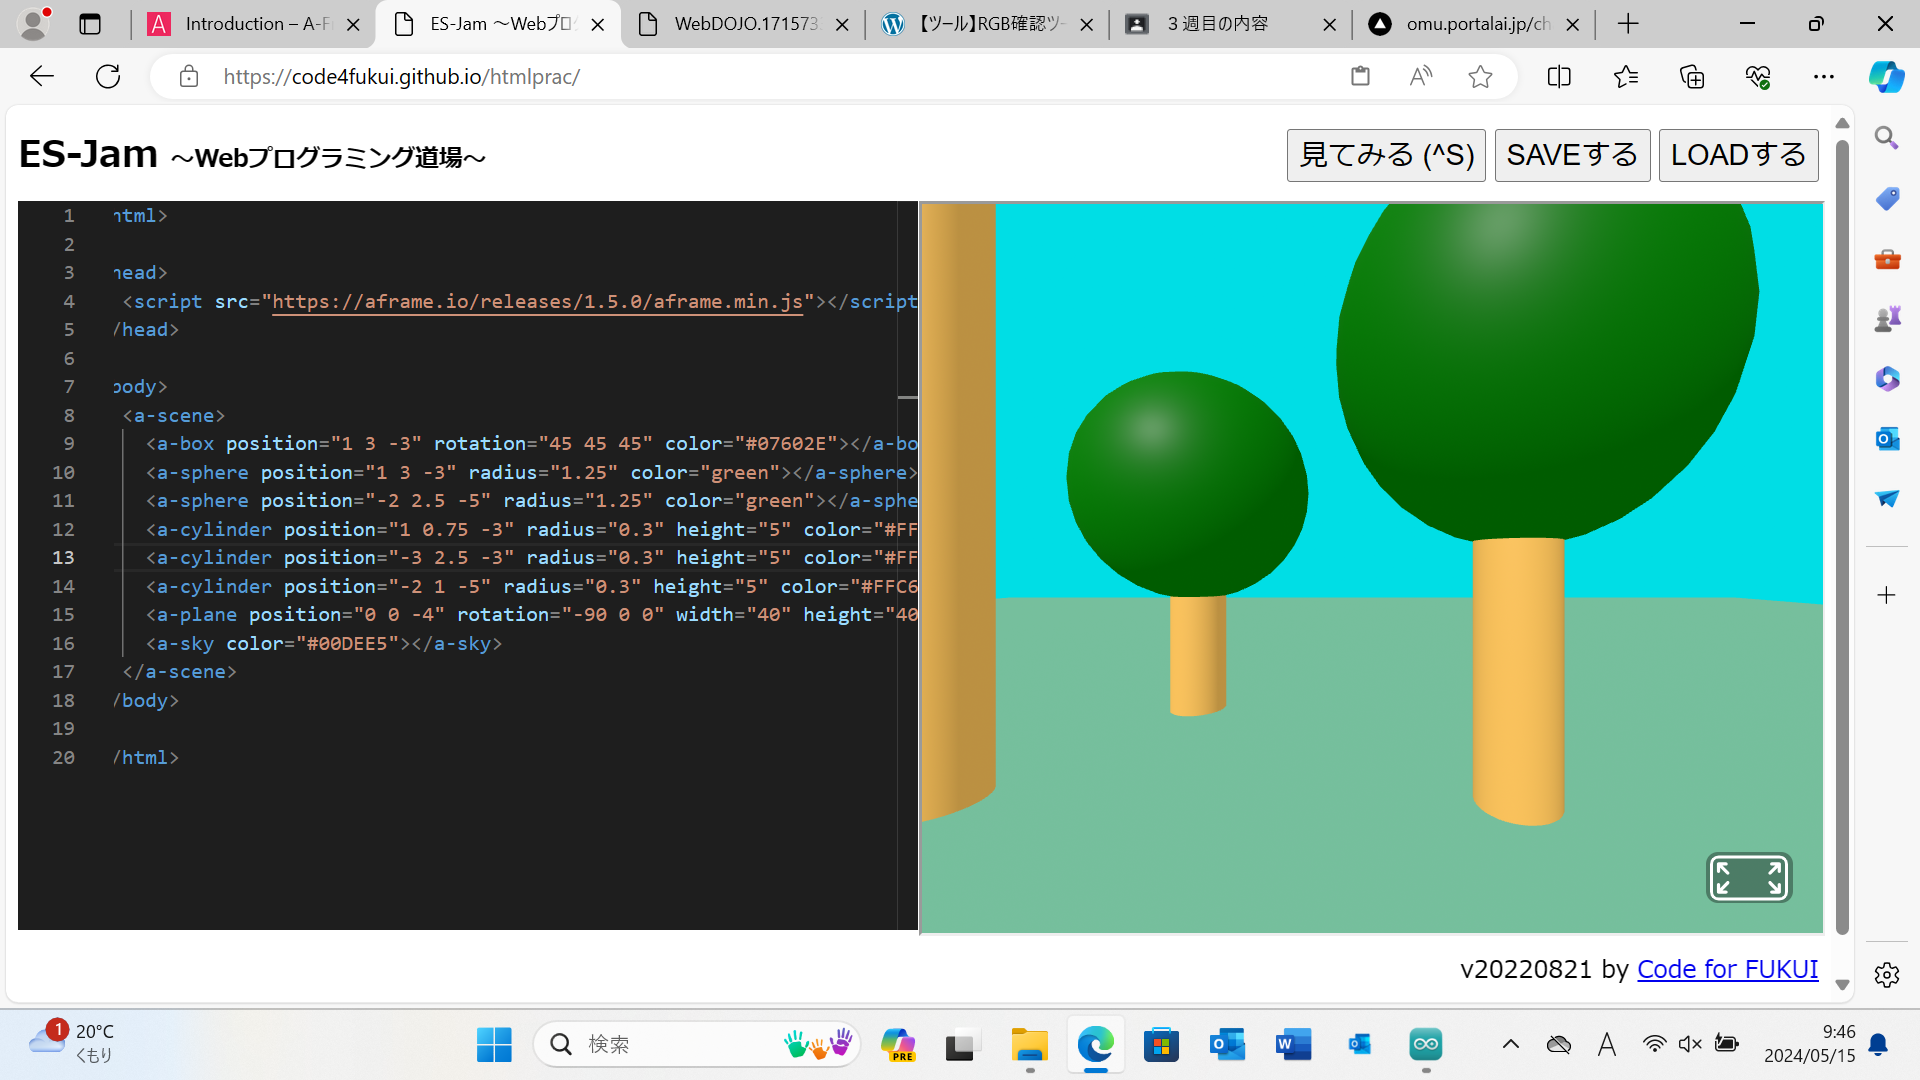 Introduction – A-Fr
ES-Jam ～Webプログ
WebDOJO.171573
【ツール】RGB確認ツー
３週目の内容
omu.portalai.jp/ch
https://code4fukui.github.io/htmlprac/
ES-Jam ～Webプログラミング道場～
見てみる (^S)
SAVEする
LOADする
1 html>
2
3 head>
4 <script src="https://aframe.io/releases/1.5.0/aframe.min.js"></script
5 /head>
6
7 body>
8 <a-scene>
9 <a-box position="1 3 -3" rotation="45 45 45" color="#07602E"></a-bo
10 <a-sphere position="1 3 -3" radius="1.25" color="green"></a-sphere>
11 <a-sphere position="-2 2.5 -5" radius="1.25" color="green"></a-sphe
12 <a-cylinder position="1 0.75 -3" radius="0.3" height="5" color="#FF
13 <a-cylinder position="-3 2.5 -3" radius="0.3" height="5" color="#FF
14 <a-cylinder position="-2 1 -5" radius="0.3" height="5" color="#FFC6
15 <a-plane position="0 0 -4" rotation="-90 0 0" width="40" height="40
16 <a-sky color="#00DEE5"></a-sky>
17 </a-scene>
18 /body>
19
20 /html>
v20220821 by Code for FUKUI
1
20°C
くもり
検索
PRE
A
9:46
2024/05/15